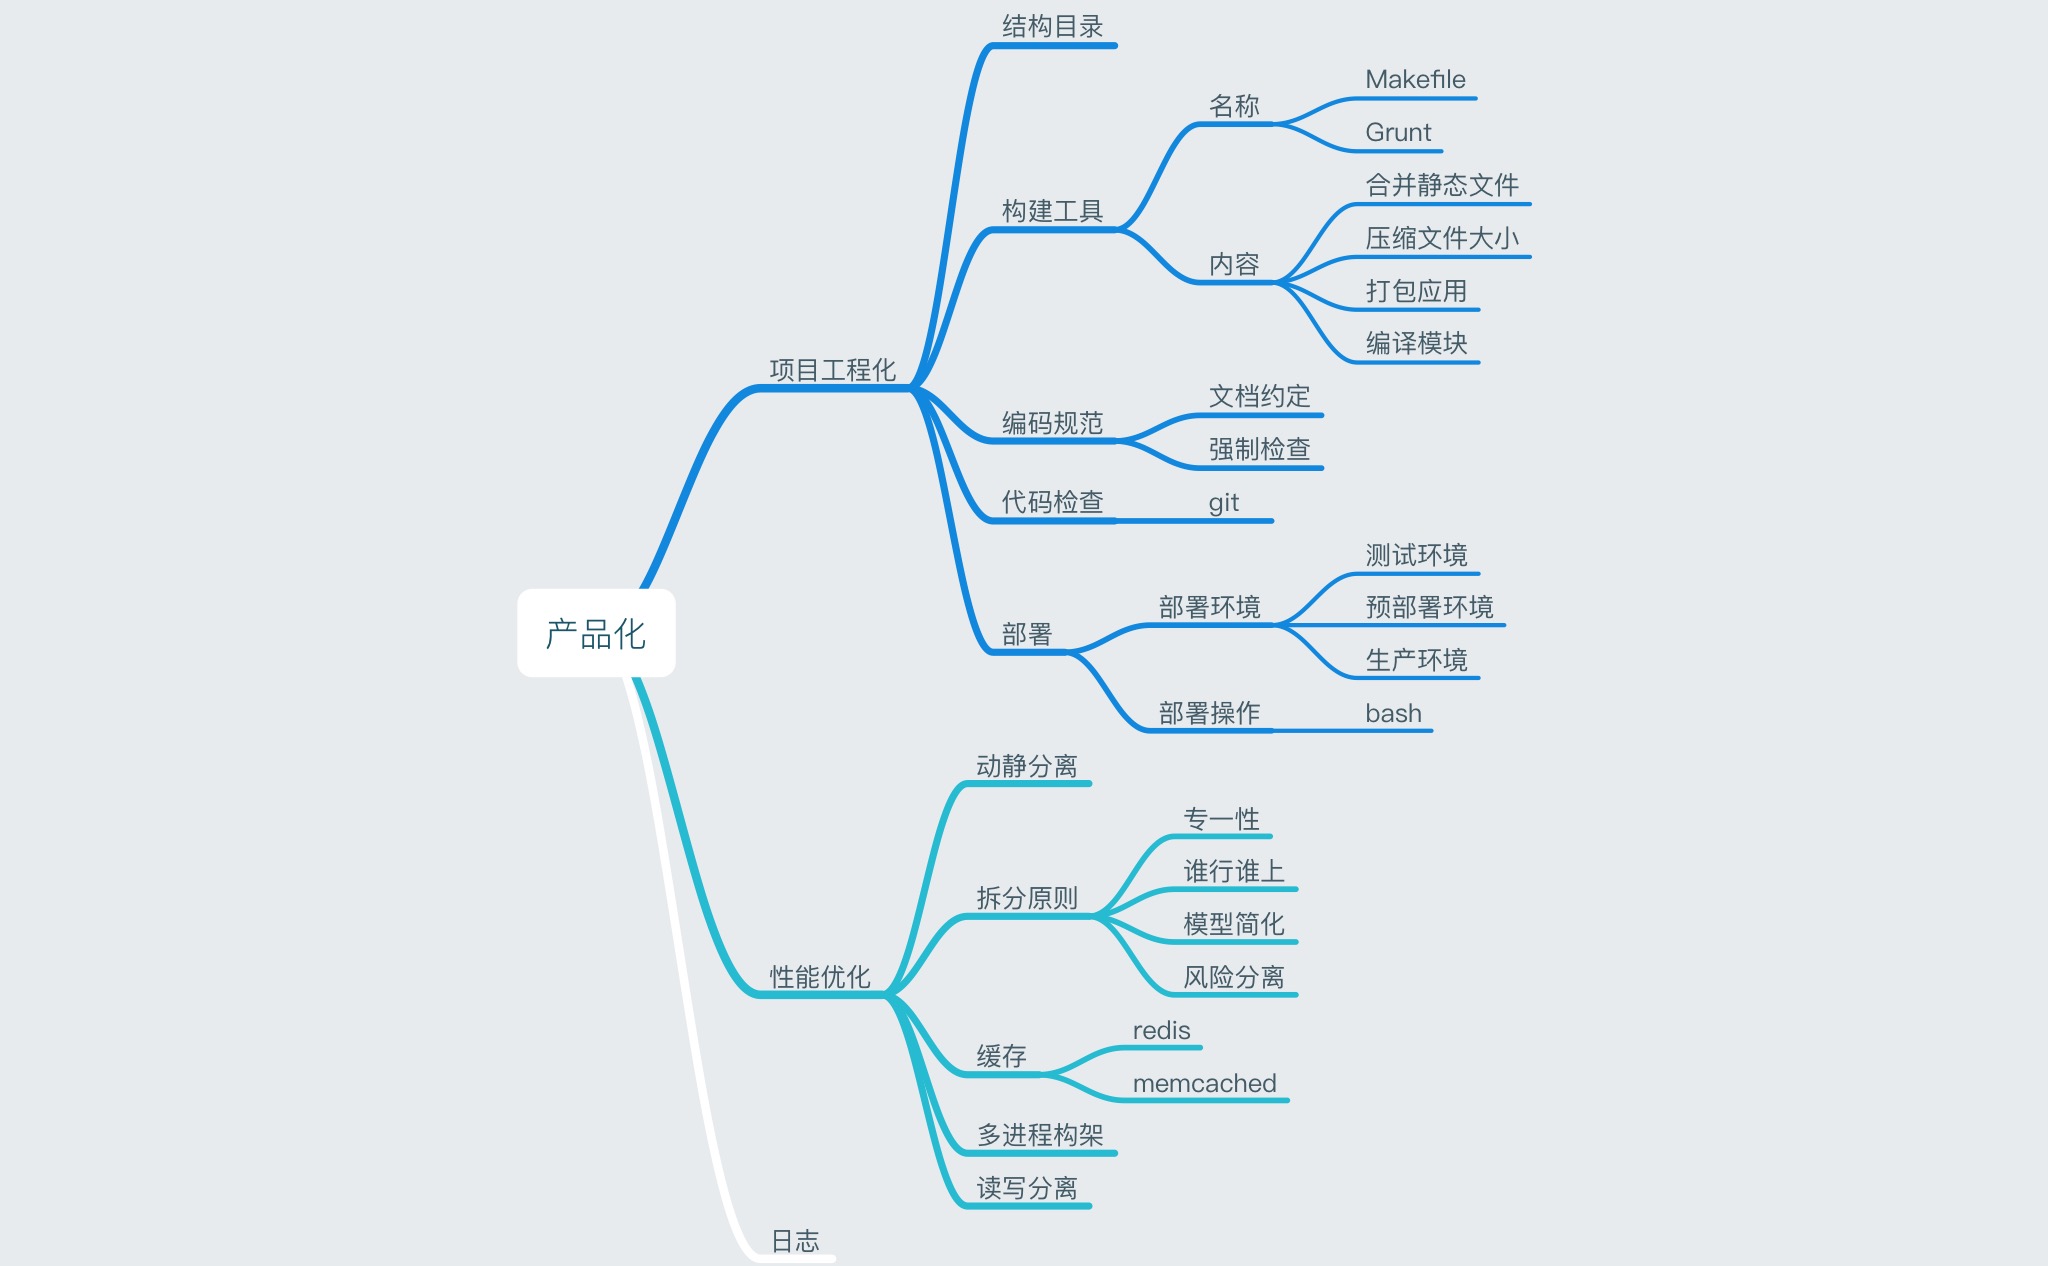 结构目录
Makefile
名称
Grunt
合并静态文件
构建工具
压缩文件大小
内容
打包应用
编译模块
项目工程化
文档约定
编码规范
强制检查
代码检查
git
测试环境
部署环境
预部署环境
部署
生产环境
产品化
部署操作
bash
动静分离
专一性
谁行谁上
拆分原则
模型简化
风险分离
性能优化
redis
缓存
memcached
多进程构架
读写分离
日志